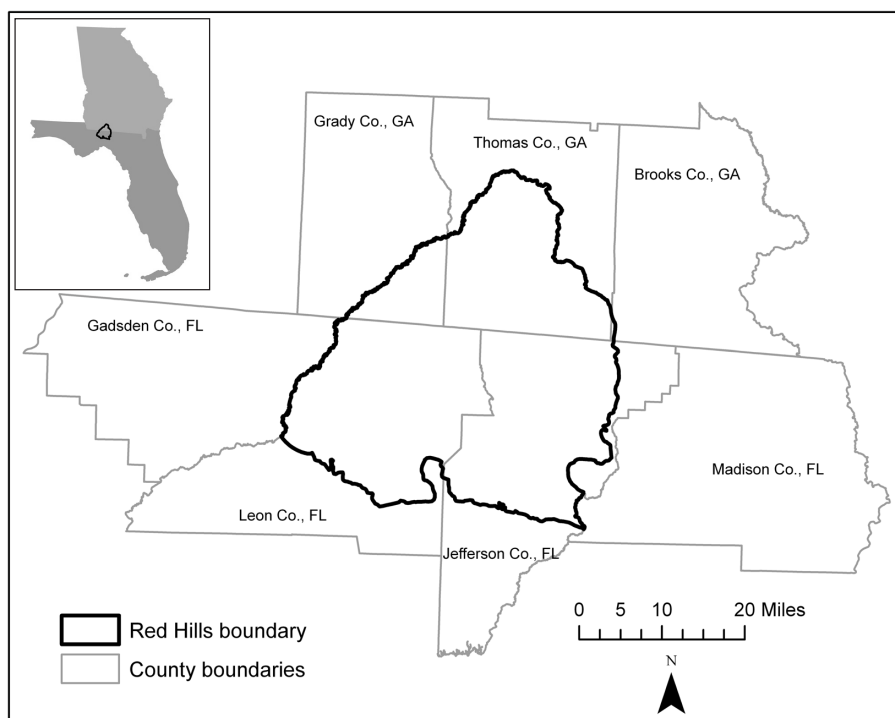 Grady Co., GA
Thomas Co., GA
Brooks Co., GA
Gadsden Co., FL
Madison Co., FL
Leon Co., FL
Jefferson Co., FL
Red Hills boundary
County boundaries
0 5 10 20 Miles
N